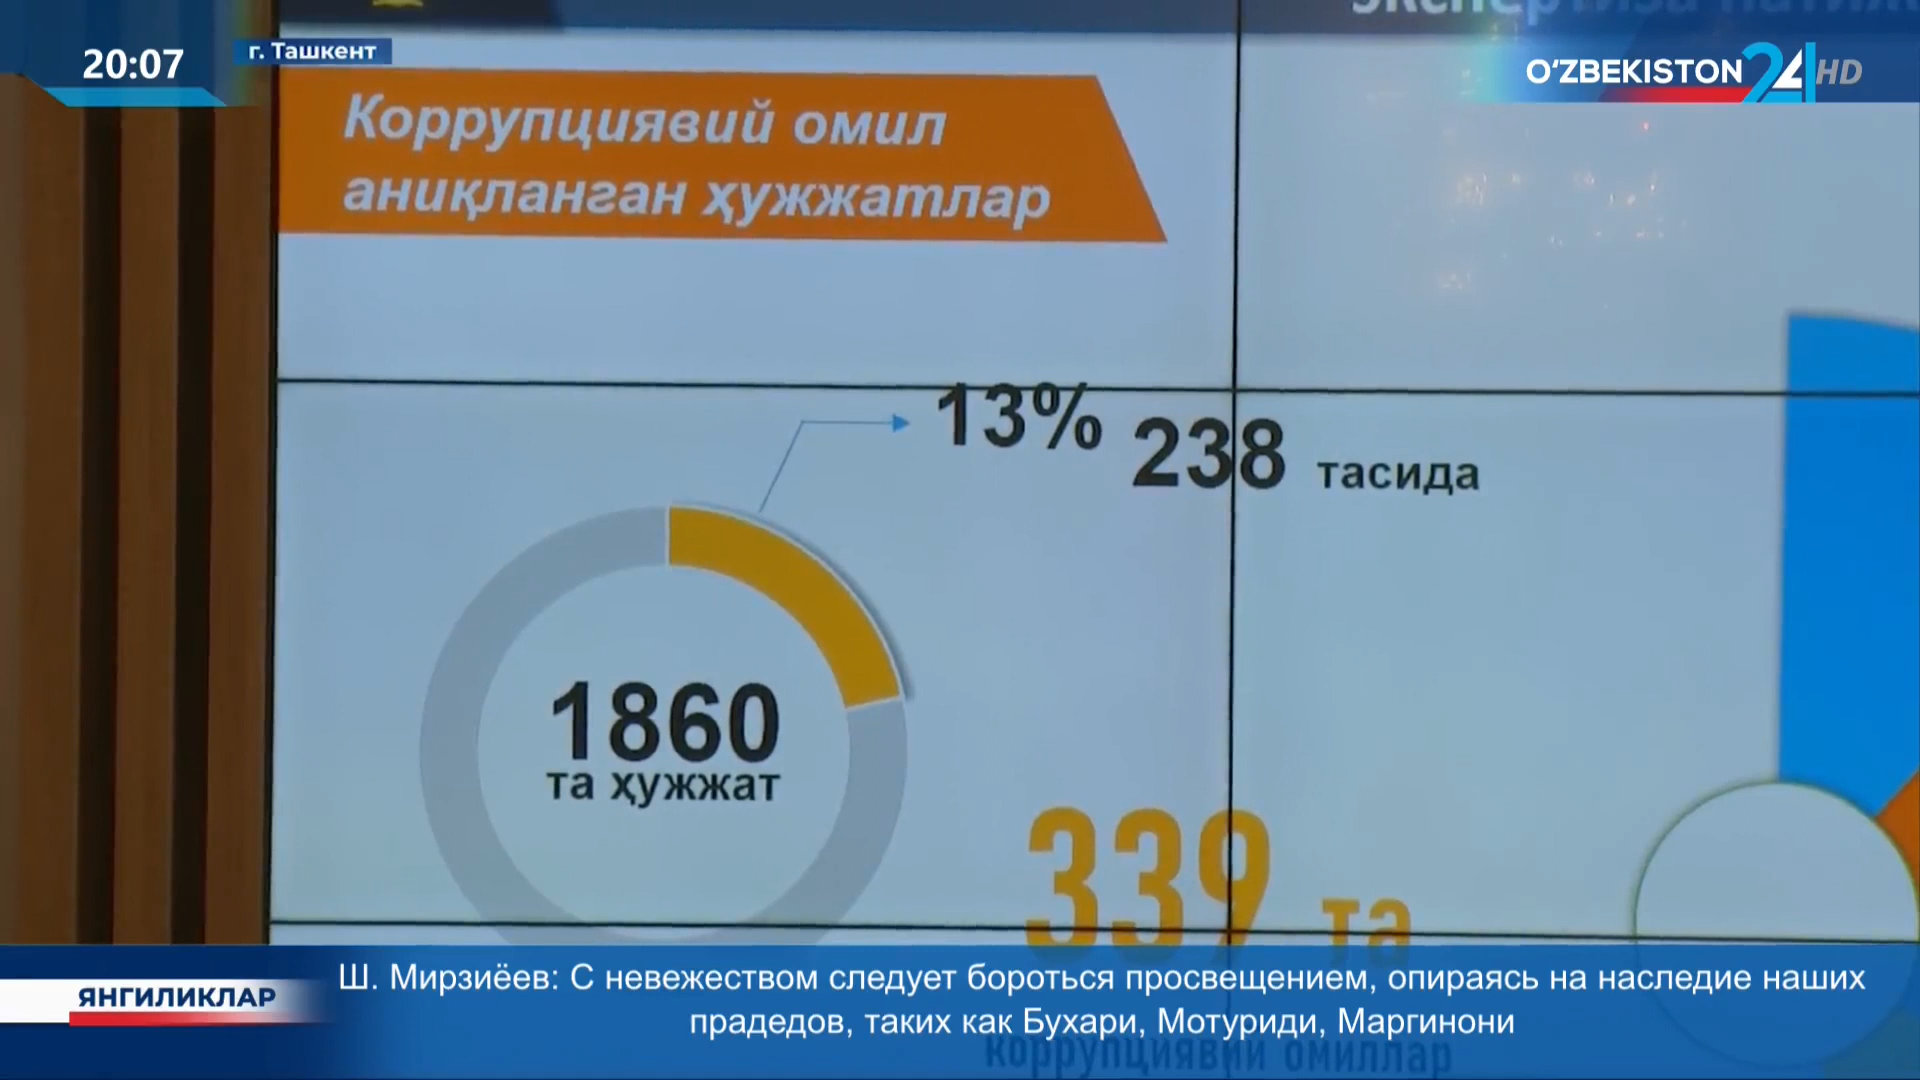 экспертиза
20:07
г. Ташкент
O‘ZBEKISTON 24 HD
Коррупциявий омил
аниқланган ҳужжатлар
13%
238 тасида
1860
та ҳужжат
339 та
коррупциявий омиллар
ЯНГИЛИКЛАР
Ш. Мирзиёев: С невежеством следует бороться просвещением, опираясь на наследие наших
прадедов, таких как Бухари, Мотуриди, Маргинони